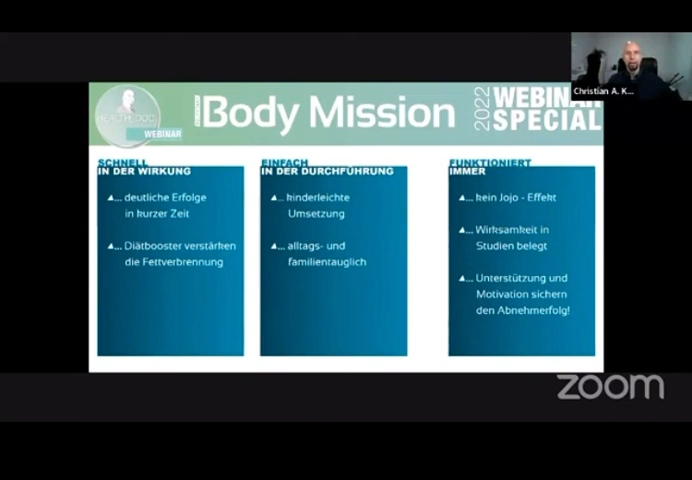 Christian A. K...
HEALTH DOC
WEBINAR
Body Mission
2022
WEBINAR
SPECIAL
SCHNELL
IN DER WIRKUNG
... deutliche Erfolge
in kurzer Zeit
... Diätbooster verstärken
die Fettverbrennung
EINFACH
IN DER DURCHFÜHRUNG
... kinderleichte
Umsetzung
... alltags- und
familientauglich
FUNKTIONIERT
IMMER
... kein Jojo - Effekt
... Wirksamkeit in
Studien belegt
... Unterstützung und
Motivation sichern
den Abnehmerfolg!
zoom